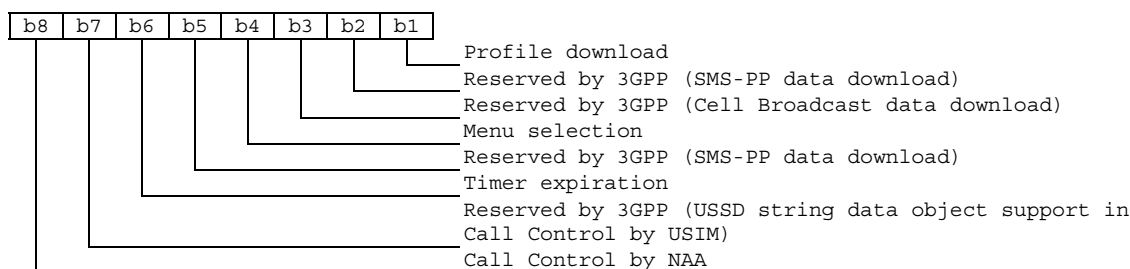 b8 b7 b6 b5 b4 b3 b2 b1
Profile download
Reserved by 3GPP (SMS-PP data download)
Reserved by 3GPP (Cell Broadcast data download)
Menu selection
Reserved by 3GPP (SMS-PP data download)
Timer expiration
Reserved by 3GPP (USSD string data object support in
Call Control by USIM)
Call Control by NAA